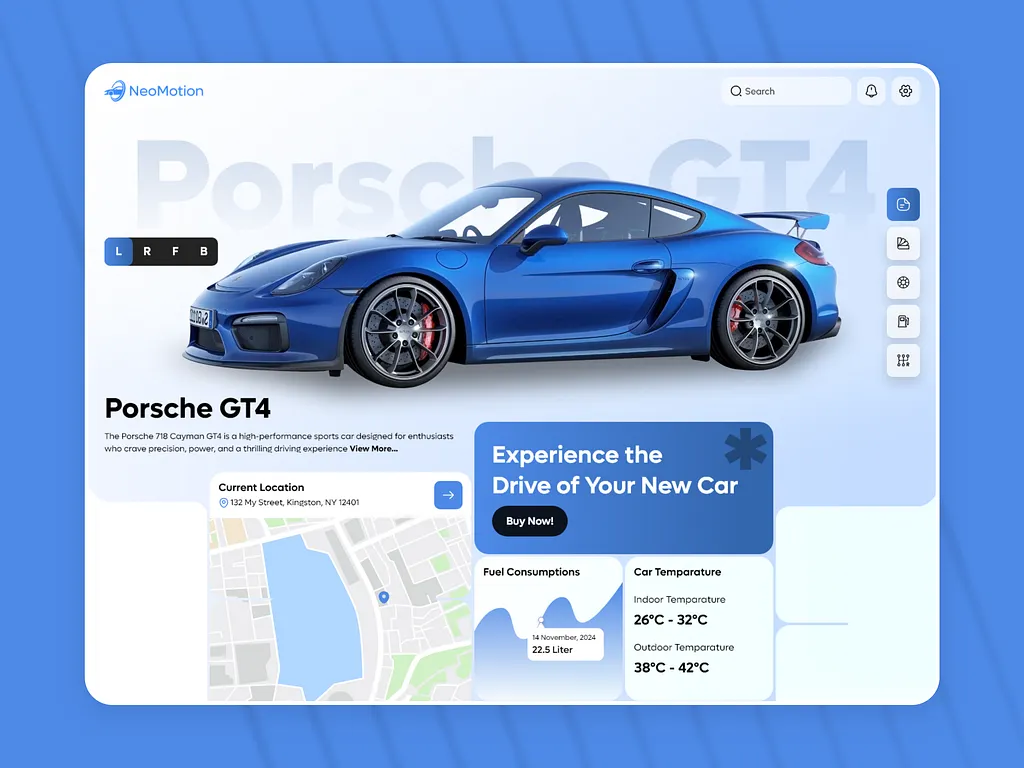 NeoMotion
Search
Porsche GT4
L R F B
Porsche GT4
The Porsche 718 Cayman GT4 is a high-performance sports car designed for enthusiasts
who crave precision, power, and a thrilling driving experience View More...
Current Location
132 My Street, Kingston, NY 12401
Experience the
Drive of Your New Car
Buy Now!
Fuel Consumptions
14 November, 2024
22.5 Liter
Car Temparature
Indoor Temparature
26°C - 32°C
Outdoor Temparature
38°C - 42°C